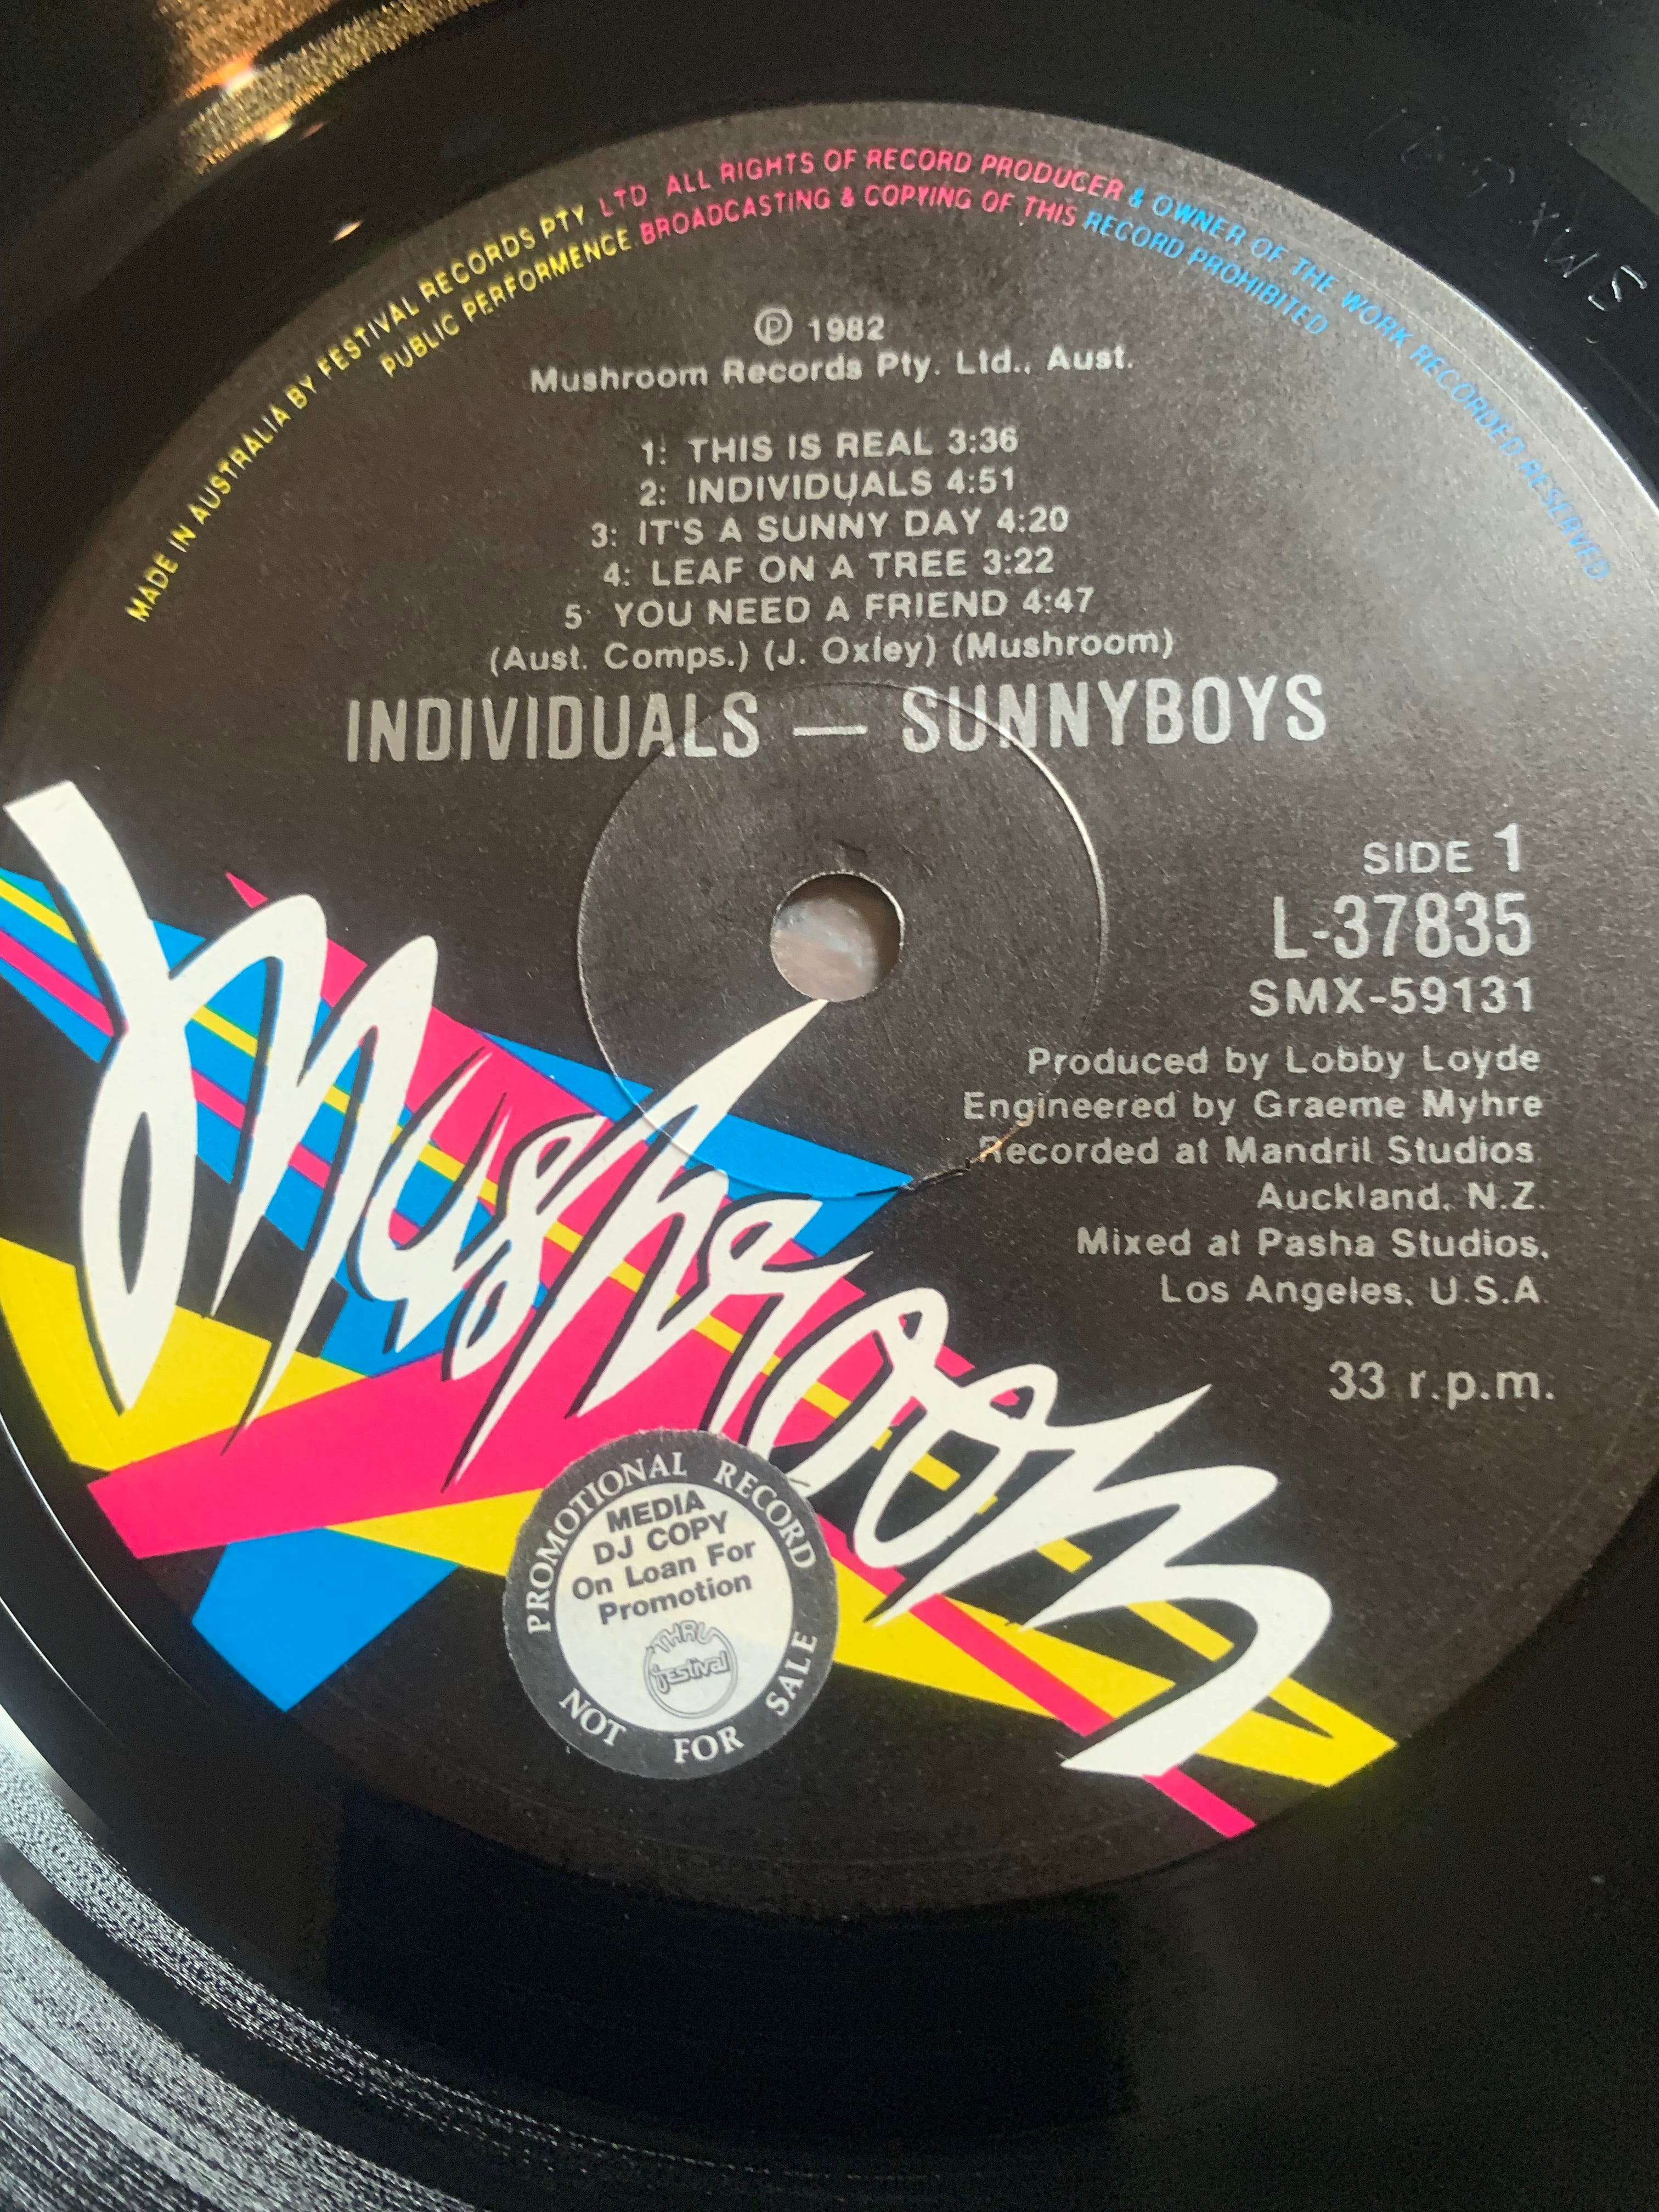 MADE IN AUSTRALIA BY FESTIVAL RECORDS PTY. LTD ALL RIGHTS OF RECORD PRODUCER & OWNER OF THE WORK RECORDED RESERVED
PUBLIC PERFORMENCE BROADCASTING & COPYING OF THIS RECORD PROHIBITED
℗ 1982
Mushroom Records Pty. Ltd., Aust.
1: THIS IS REAL 3:36
2: INDIVIDUALS 4:51
3: IT'S A SUNNY DAY 4:20
4: LEAF ON A TREE 3:22
5: YOU NEED A FRIEND 4:47
(Aust. Comps.) (J. Oxley) (Mushroom)
INDIVIDUALS — SUNNYBOYS
SIDE 1
L-37835
SMX-59131
Produced by Lobby Loyde
Engineered by Graeme Myhre
Recorded at Mandril Studios
Auckland, N.Z.
Mixed at Pasha Studios,
Los Angeles, U.S.A.
33 r.p.m.
Mushroom
PROMOTIONAL RECORD
MEDIA
DJ COPY
On Loan For
Promotion
THRU
festival
NOT FOR SALE